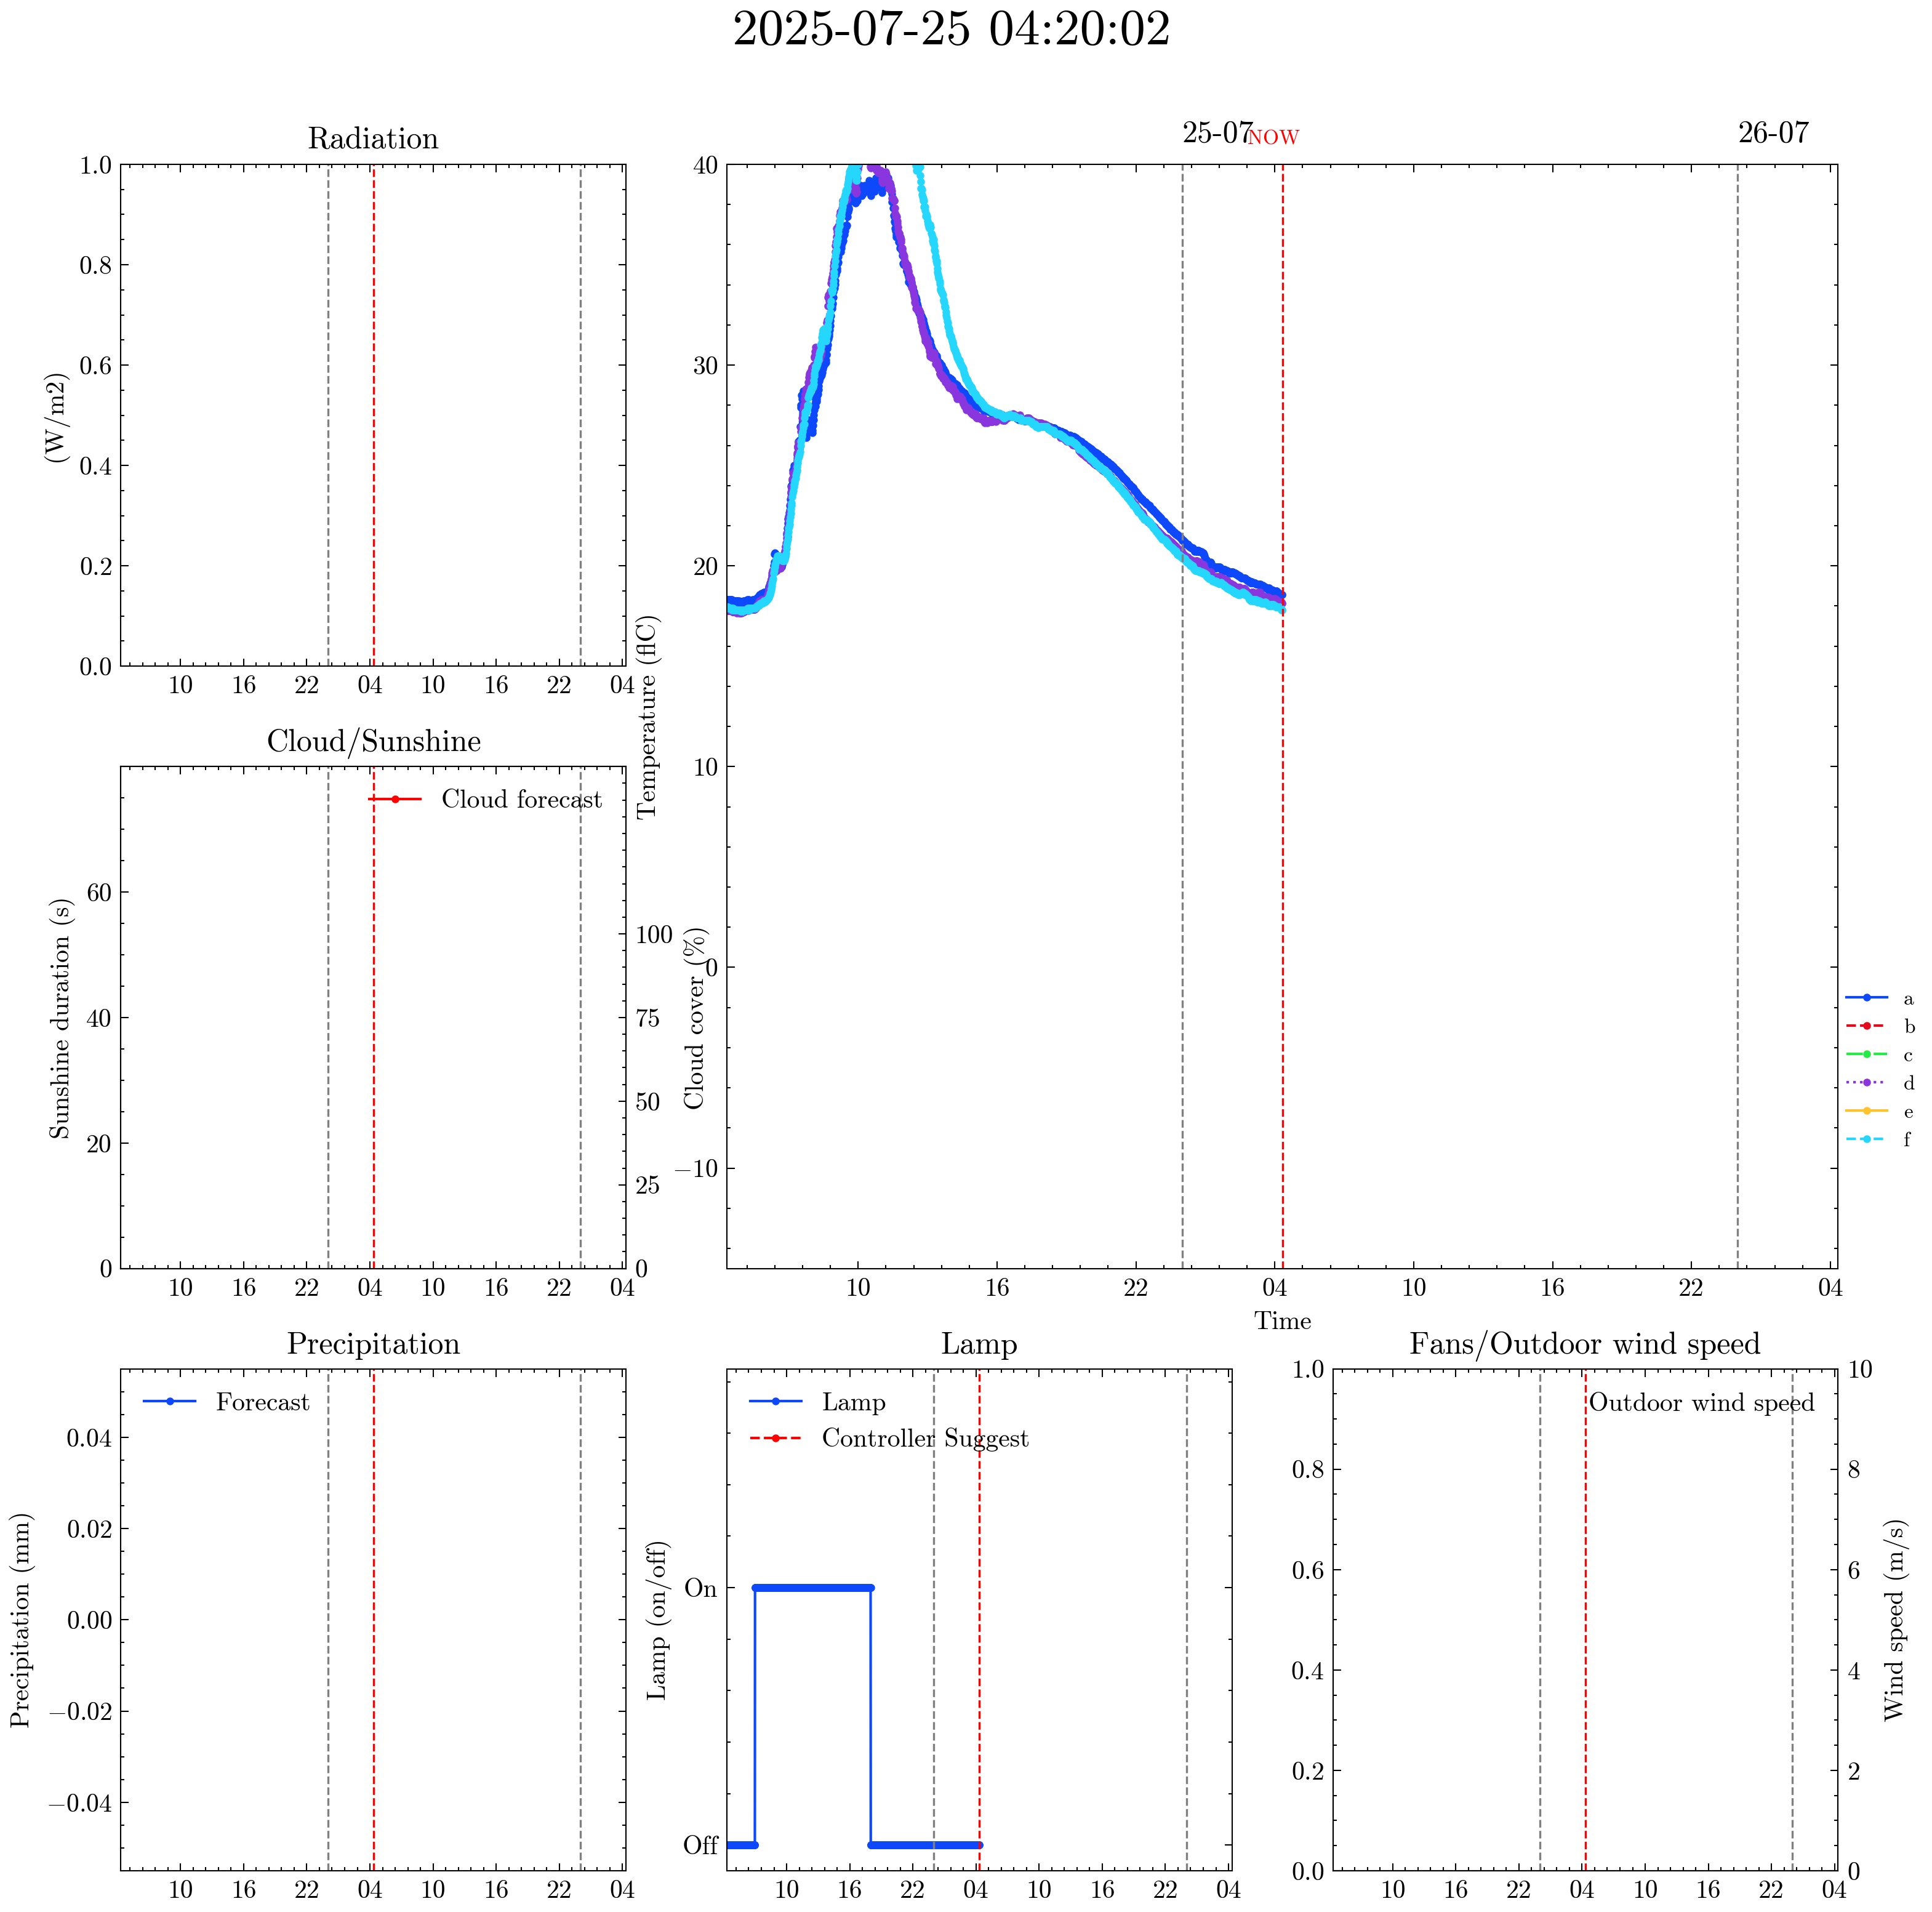 2025-07-25 04:20:02
Radiation
(W/m2)
1.0
0.8
0.6
0.4
0.2
0.0
10 16 22 04 10 16 22 04
25-07 NOW 26-07
Temperature (flC)
40
30
20
10
0
−10
10 16 22 04 10 16 22 04
Time
a
b
c
d
e
f
Cloud/Sunshine
Cloud forecast
Sunshine duration (s)
60
40
20
0
Cloud cover (%)
100
75
50
25
0
10 16 22 04 10 16 22 04
Precipitation
Forecast
Precipitation (mm)
0.04
0.02
0.00
−0.02
−0.04
10 16 22 04 10 16 22 04
Lamp
Lamp
Controller Suggest
Lamp (on/off)
On
Off
10 16 22 04 10 16 22 04
Fans/Outdoor wind speed
Outdoor wind speed
1.0
0.8
0.6
0.4
0.2
0.0
10
8
6
4
2
0
Wind speed (m/s)
10 16 22 04 10 16 22 04